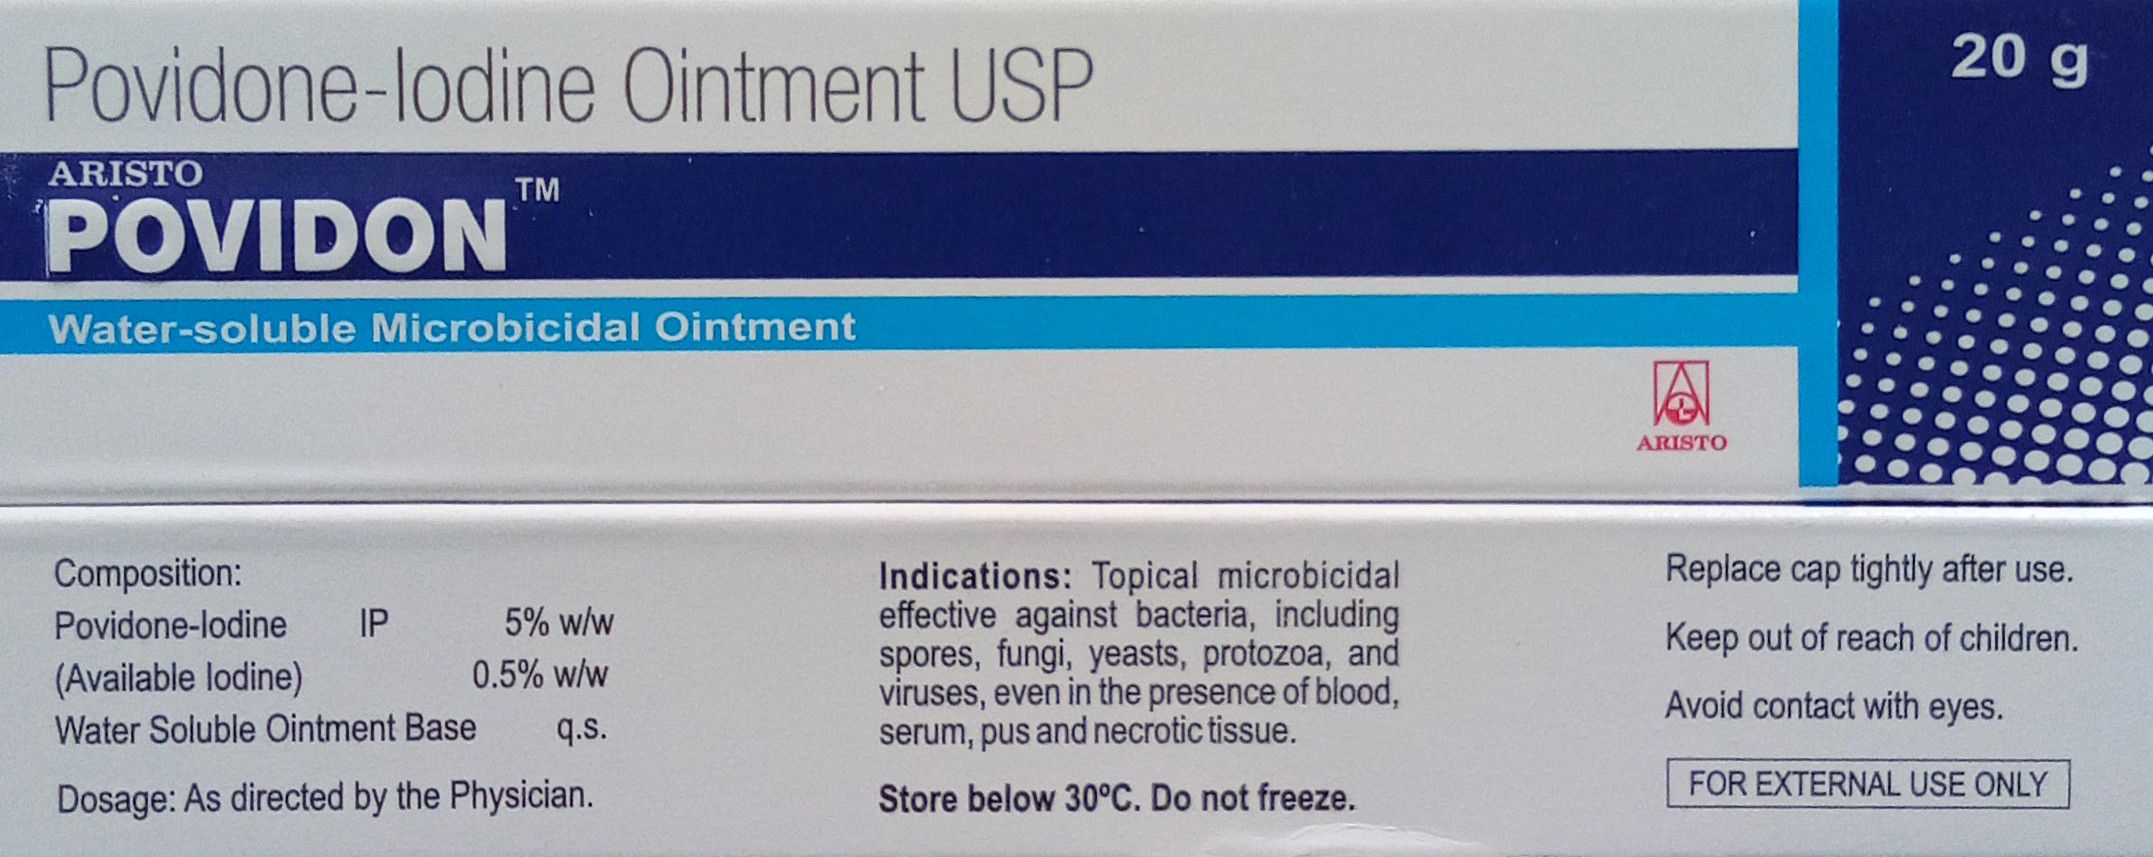 Povidone-Iodine Ointment USP
20 g
ARISTO
POVIDON™
Water-soluble Microbicidal Ointment
ARISTO
Composition:
Povidone-Iodine IP 5% w/w
(Available Iodine) 0.5% w/w
Water Soluble Ointment Base q.s.
Dosage: As directed by the Physician.
Indications: Topical microbicidal
effective against bacteria, including
spores, fungi, yeasts, protozoa, and
viruses, even in the presence of blood,
serum, pus and necrotic tissue.
Store below 30ºC. Do not freeze.
Replace cap tightly after use.
Keep out of reach of children.
Avoid contact with eyes.
FOR EXTERNAL USE ONLY